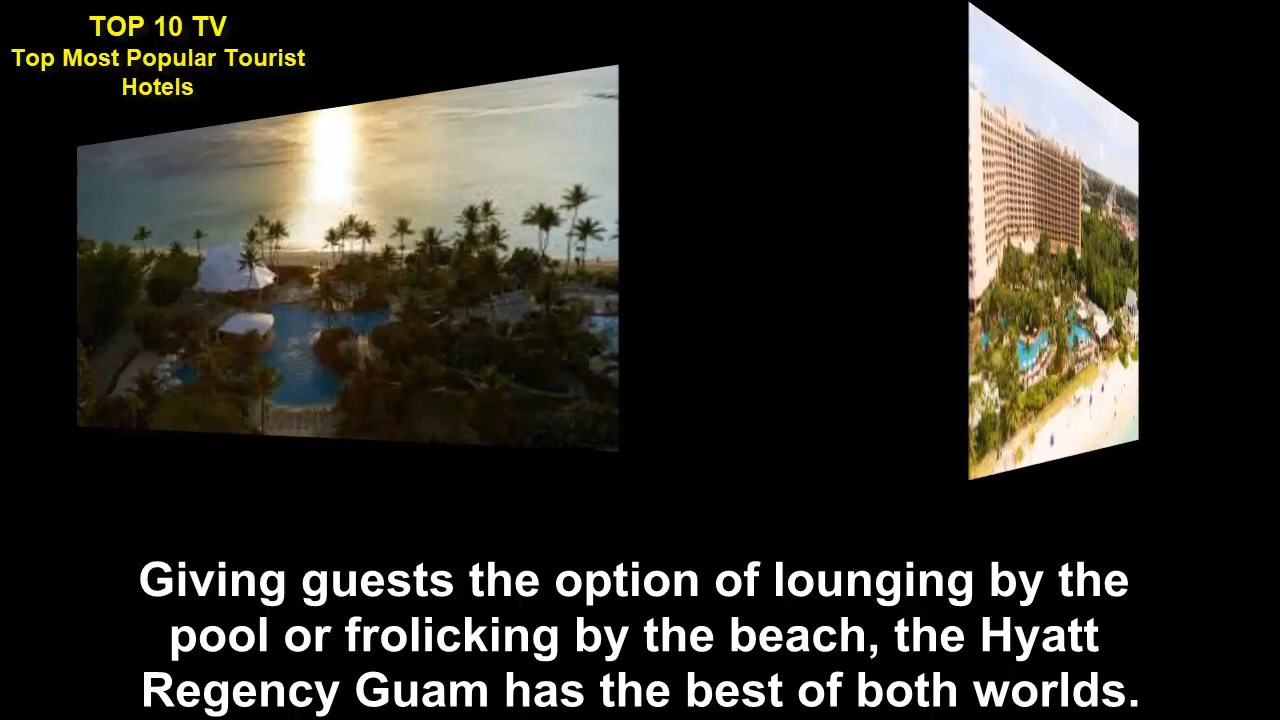 TOP 10 TV
Top Most Popular Tourist
Hotels
Giving guests the option of lounging by the
pool or frolicking by the beach, the Hyatt
Regency Guam has the best of both worlds.